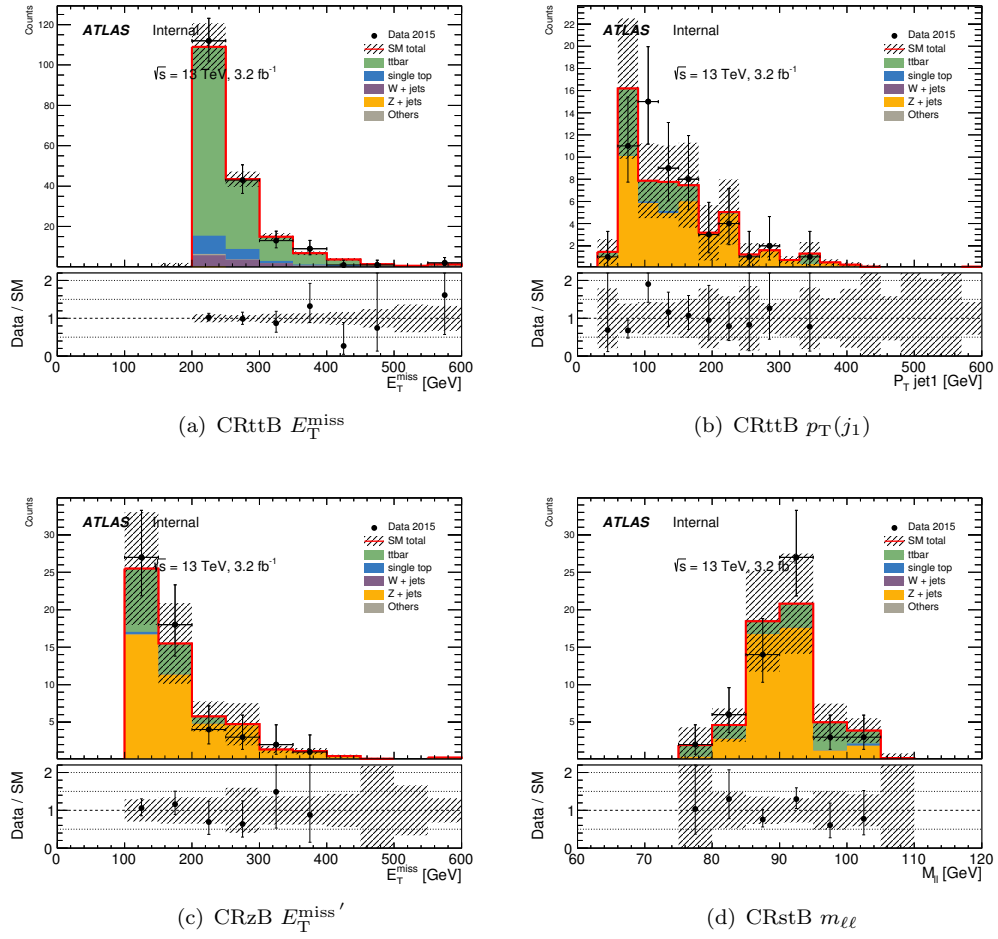 Counts
120
100
80
60
40
20
ATLAS Internal
√s = 13 TeV, 3.2 fb⁻¹
Data 2015
SM total
ttbar
single top
W + jets
Z + jets
Others
Data / SM
2
1
0
0 100 200 300 400 500 600
E_T^miss [GeV]
(a) CRttB E_T^miss
Counts
22
20
18
16
14
12
10
8
6
4
2
ATLAS Internal
√s = 13 TeV, 3.2 fb⁻¹
Data 2015
SM total
ttbar
single top
W + jets
Z + jets
Others
Data / SM
2
1
0
0 100 200 300 400 500 600
P_T jet1 [GeV]
(b) CRttB p_T(j_1)
Counts
30
25
20
15
10
5
ATLAS Internal
√s = 13 TeV, 3.2 fb⁻¹
Data 2015
SM total
ttbar
single top
W + jets
Z + jets
Others
Data / SM
2
1
0
0 100 200 300 400 500 600
E_T^miss [GeV]
(c) CRzB E_T^miss ′
Counts
30
25
20
15
10
5
ATLAS Internal
√s = 13 TeV, 3.2 fb⁻¹
Data 2015
SM total
ttbar
single top
W + jets
Z + jets
Others
Data / SM
2
1
0
60 70 80 90 100 110 120
M_ll [GeV]
(d) CRstB m_ℓℓ